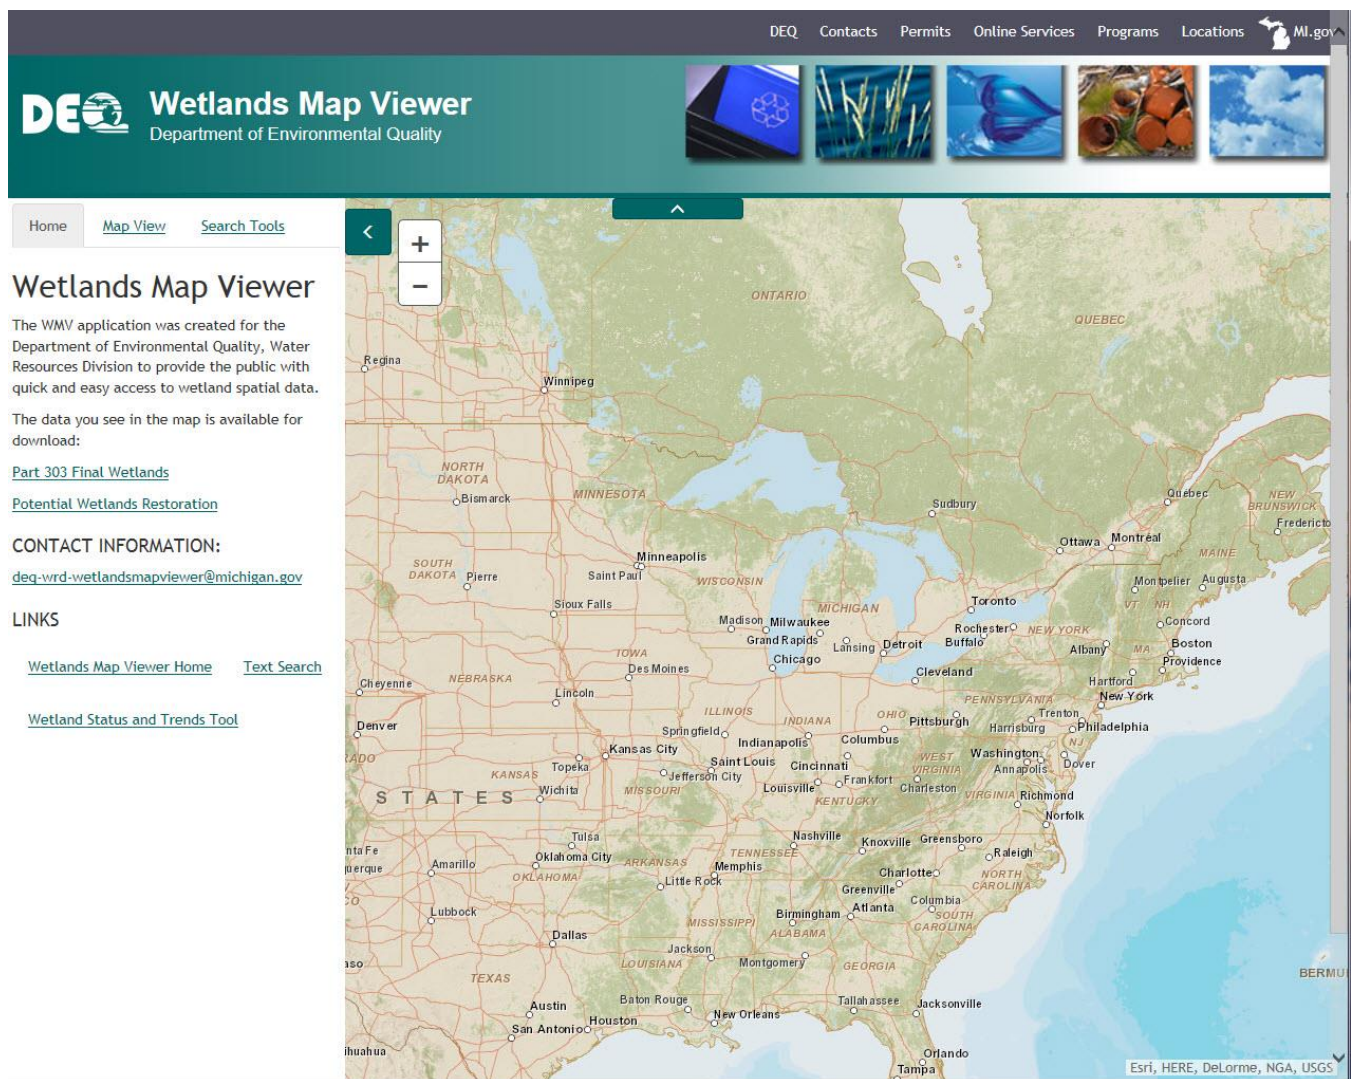 DEQ Contacts Permits Online Services Programs Locations MI.gov
DEQ
Wetlands Map Viewer
Department of Environmental Quality
Home Map View Search Tools
Wetlands Map Viewer
The WMV application was created for the
Department of Environmental Quality, Water
Resources Division to provide the public with
quick and easy access to wetland spatial data.
The data you see in the map is available for
download:
Part 303 Final Wetlands
Potential Wetlands Restoration
CONTACT INFORMATION:
deq-wrd-wetlandsmapviewer@michigan.gov
LINKS
Wetlands Map Viewer Home Text Search
Wetland Status and Trends Tool
+
−
ONTARIO
QUEBEC
Regina
Winnipeg
NORTH
DAKOTA
Bismarck
MINNESOTA
Sudbury
Quebec
NEW
BRUNSWICK
Fredericto
Ottawa
Montréal
MAINE
Minneapolis
Saint Paul
SOUTH
DAKOTA
Pierre
WISCONSIN
Montpelier
Augusta
Sioux Falls
MICHIGAN
Toronto
VT
NH
Madison
Milwaukee
Rochester
NEW YORK
Concord
Grand Rapids
Lansing
Detroit
Buffalo
Albany
MA
Boston
IOWA
Des Moines
Chicago
Cleveland
Providence
Cheyenne
NEBRASKA
Hartford
Lincoln
PENNSYLVANIA
New York
ILLINOIS
INDIANA
OHIO
Pittsburgh
Trenton
Denver
Springfield
Harrisburg
Philadelphia
Indianapolis
Columbus
NJ
Kansas City
WEST
VIRGINIA
Washington
ADO
Topeka
Saint Louis
Cincinnati
Annapolis
Dover
KANSAS
Jefferson City
Frankfort
Charleston
STATES
Wichita
MISSOURI
Louisville
KENTUCKY
VIRGINIA
Richmond
Norfolk
Tulsa
Nashville
Knoxville
Greensboro
nta Fe
Oklahoma City
TENNESSEE
Raleigh
uerque
Amarillo
ARKANSAS
Memphis
OKLAHOMA
Little Rock
Charlotte
NORTH
CAROLINA
CO
Greenville
Lubbock
Birmingham
Atlanta
Columbia
SOUTH
CAROLINA
MISSISSIPPI
ALABAMA
Dallas
Jackson
aso
LOUISIANA
Montgomery
GEORGIA
BERMU
TEXAS
Austin
Baton Rouge
Tallahassee
Jacksonville
Houston
New Orleans
San Antonio
ihuahua
Orlando
Tampa
Esri, HERE, DeLorme, NGA, USGS